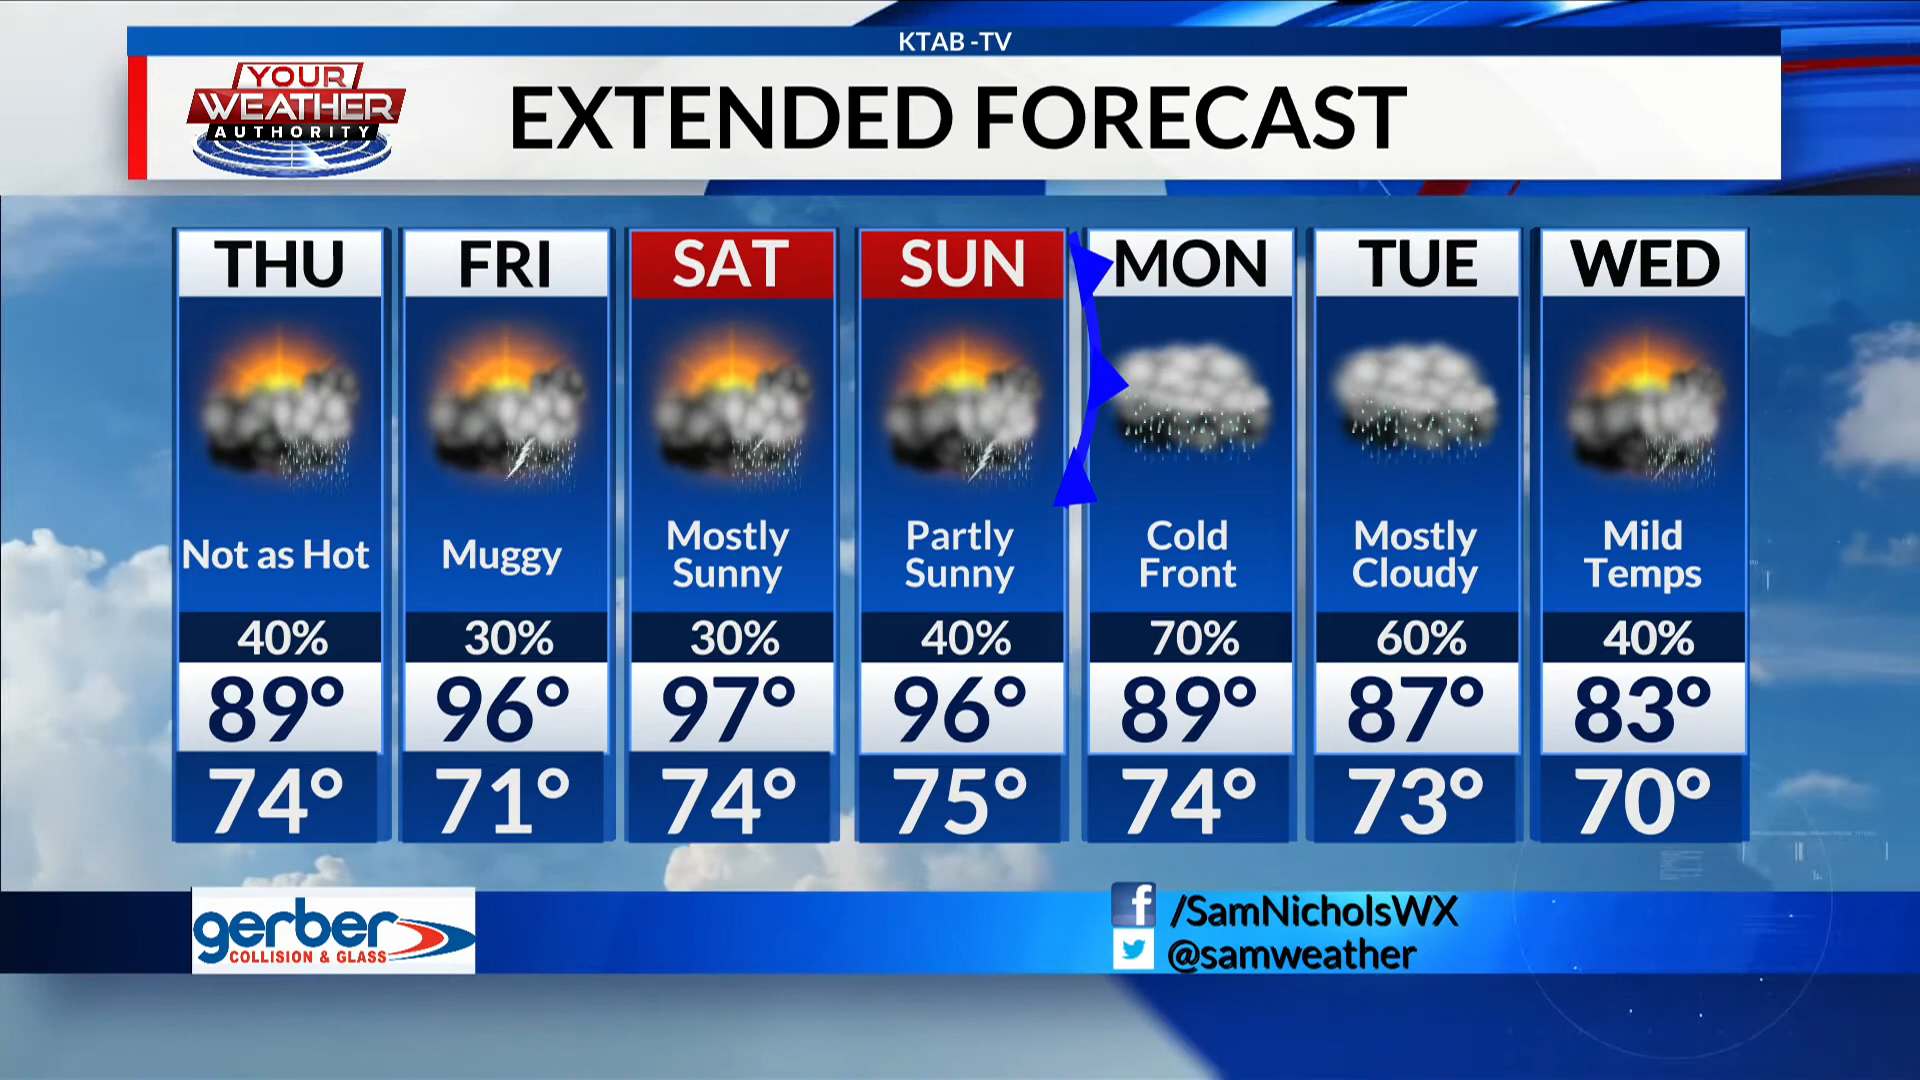 KTAB -TV
YOUR
WEATHER
AUTHORITY
EXTENDED FORECAST
THU FRI SAT SUN MON TUE WED
Not as Hot
Muggy
Mostly
Sunny
Partly
Sunny
Cold
Front
Mostly
Cloudy
Mild
Temps
40% 30% 30% 40% 70% 60% 40%
89° 96° 97° 96° 89° 87° 83°
74° 71° 74° 75° 74° 73° 70°
gerber
COLLISION & GLASS
f /SamNicholsWX
@samweather